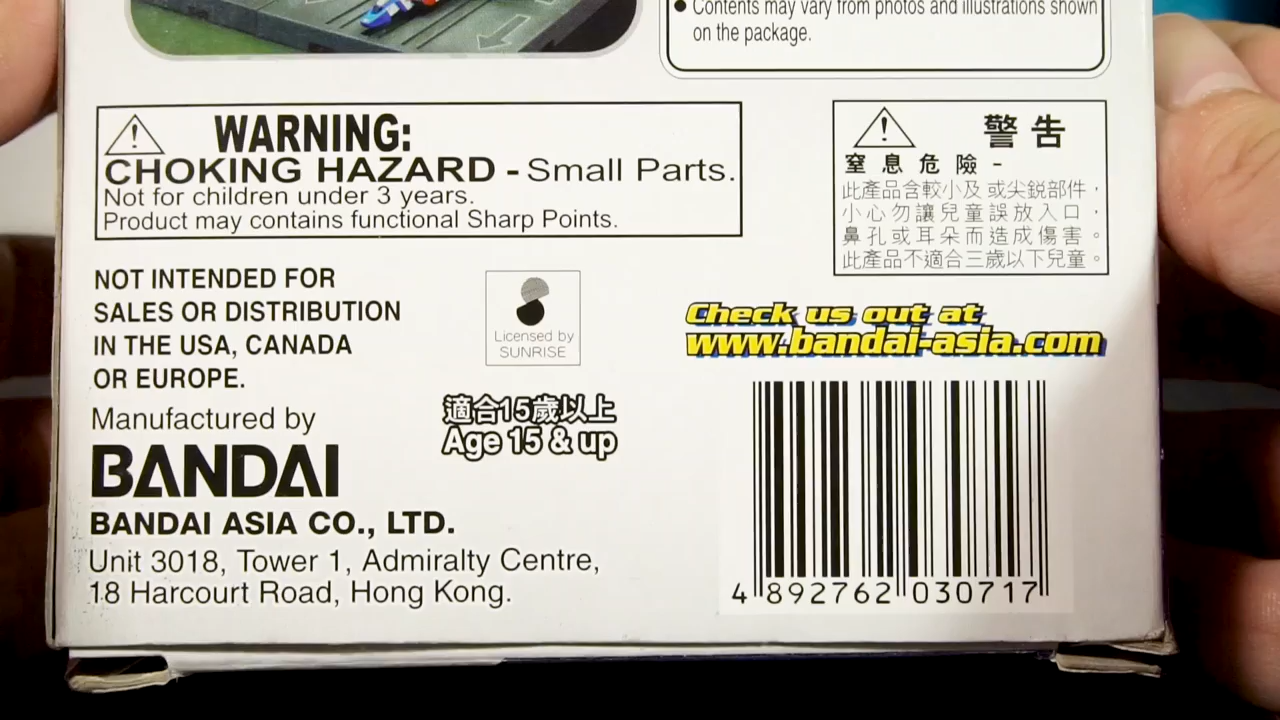 ● Contents may vary from photos and illustrations shown
on the package.
WARNING:
CHOKING HAZARD - Small Parts.
Not for children under 3 years.
Product may contains functional Sharp Points.
警告
窒息危險-
此產品含較小及或尖銳部件，
小心勿讓兒童誤放入口，
鼻孔或耳朵而造成傷害。
此產品不適合三歲以下兒童。
NOT INTENDED FOR
SALES OR DISTRIBUTION
IN THE USA, CANADA
OR EUROPE.
Licensed by
SUNRISE
Check us out at
www.bandai-asia.com
適合15歲以上
Age 15 & up
Manufactured by
BANDAI
BANDAI ASIA CO., LTD.
Unit 3018, Tower 1, Admiralty Centre,
18 Harcourt Road, Hong Kong.
4 892762 030717